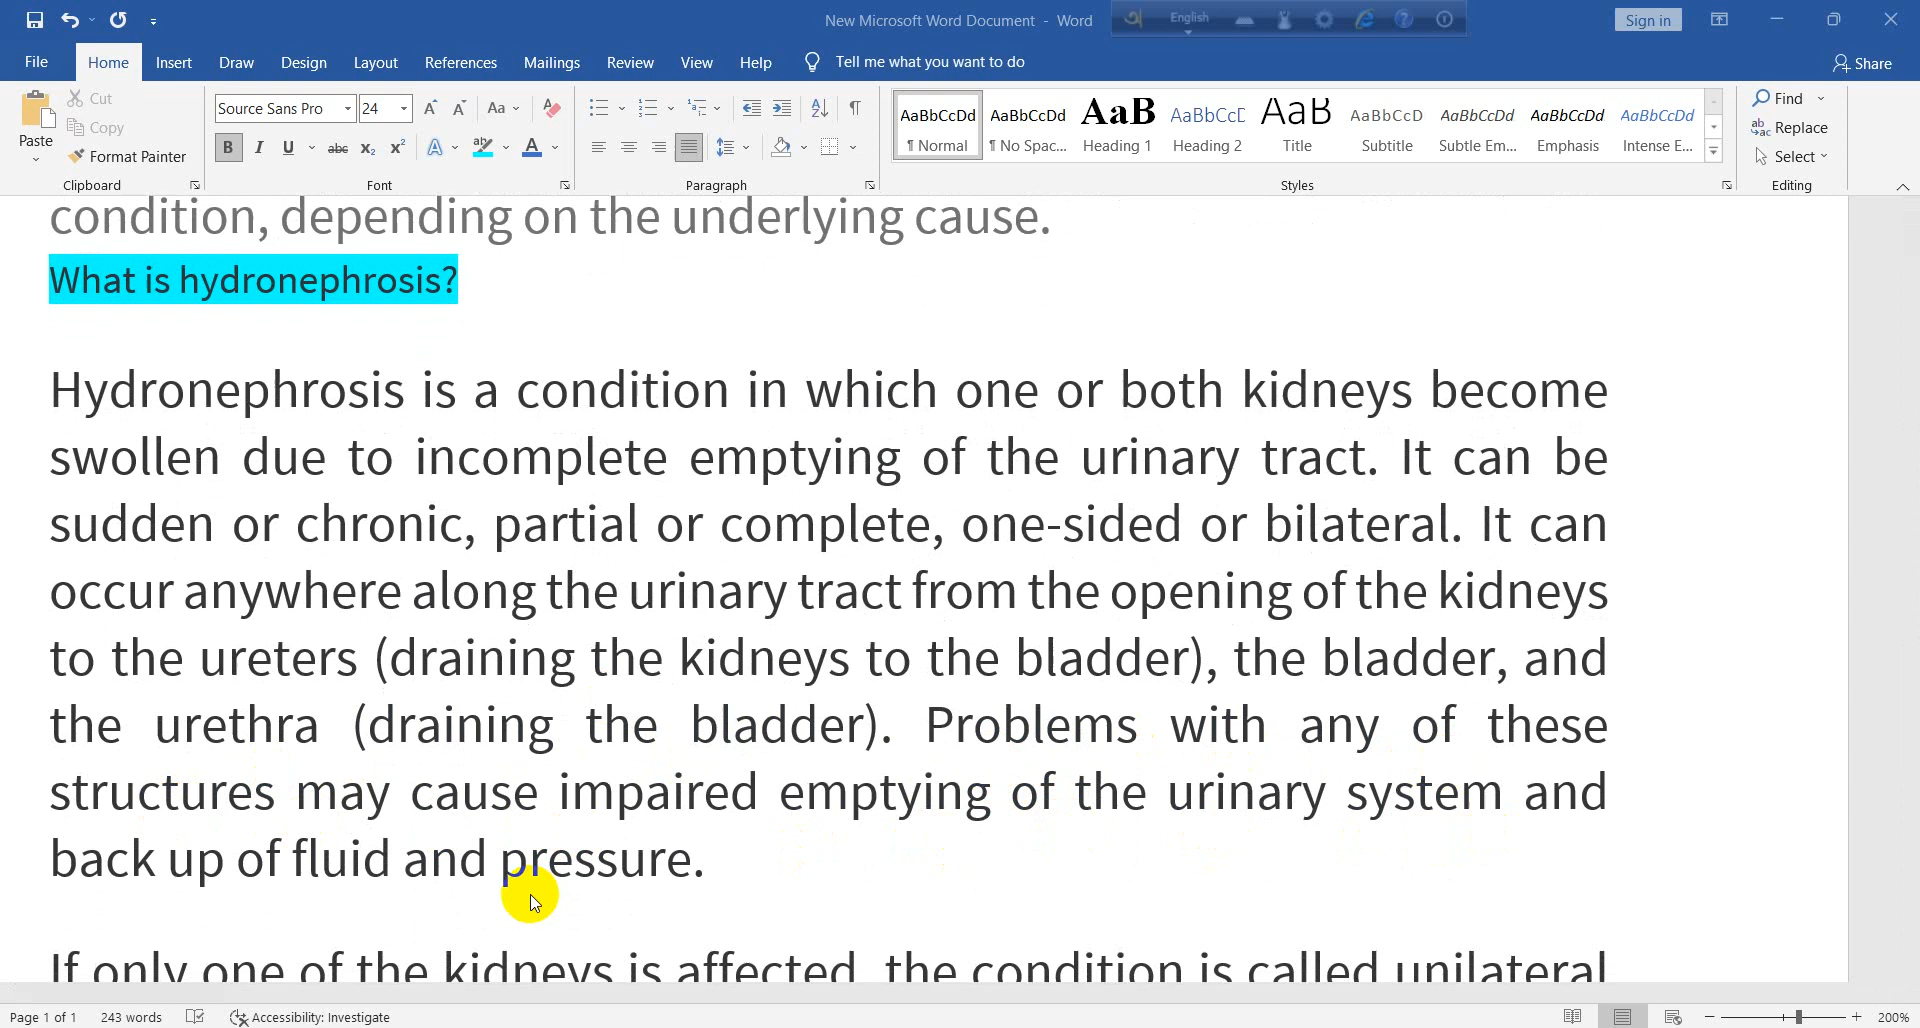 New Microsoft Word Document - Word
English
Sign in
File Home Insert Draw Design Layout References Mailings Review View Help Tell me what you want to do
Share
Paste
Cut
Copy
Format Painter
Clipboard
Source Sans Pro 24
Aa
B I U abc x₂ x² A ab A
Font
Paragraph
AaBbCcDd AaBbCcDd AaB AaBbCcC AaB AaBbCcD AaBbCcDd AaBbCcDd AaBbCcDd
¶ Normal ¶ No Spac... Heading 1 Heading 2 Title Subtitle Subtle Em... Emphasis Intense E...
Styles
Find
Replace
Select
Editing
condition, depending on the underlying cause.
What is hydronephrosis?
Hydronephrosis is a condition in which one or both kidneys become
swollen due to incomplete emptying of the urinary tract. It can be
sudden or chronic, partial or complete, one-sided or bilateral. It can
occur anywhere along the urinary tract from the opening of the kidneys
to the ureters (draining the kidneys to the bladder), the bladder, and
the urethra (draining the bladder). Problems with any of these
structures may cause impaired emptying of the urinary system and
back up of fluid and pressure.
If only one of the kidneys is affected, the condition is called unilateral
Page 1 of 1 243 words Accessibility: Investigate 200%